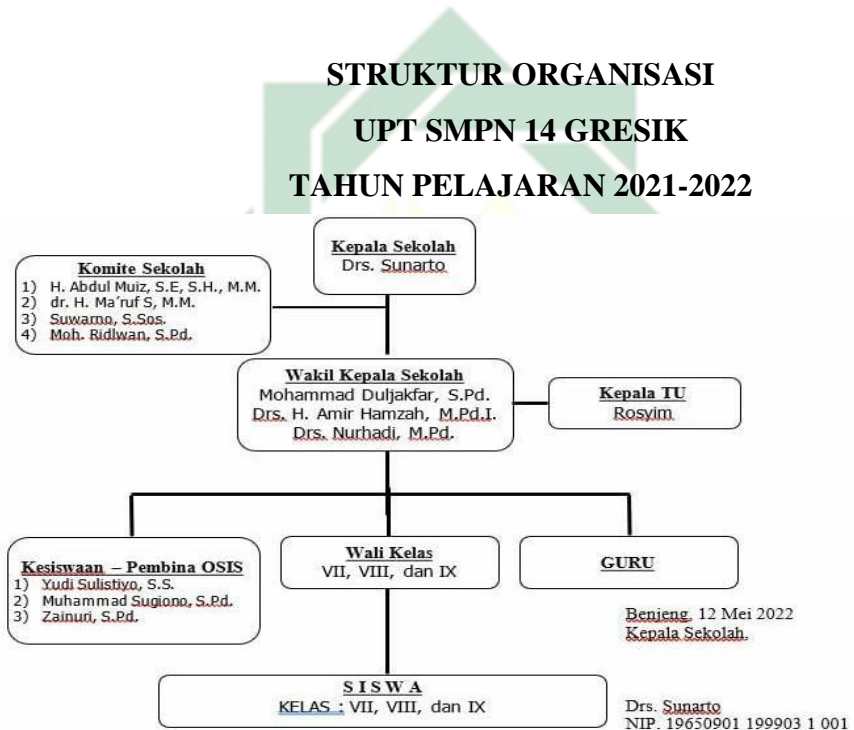 STRUKTUR ORGANISASI
UPT SMPN 14 GRESIK
TAHUN PELAJARAN 2021-2022
Kepala Sekolah
Drs. Sunarto
Komite Sekolah
1) H. Abdul Muiz, S.E, S.H., M.M.
2) dr. H. Ma'ruf S, M.M.
3) Suwarno, S.Sos.
4) Moh. Ridlwan, S.Pd.
Wakil Kepala Sekolah
Mohammad Duljakfar, S.Pd.
Drs. H. Amir Hamzah, M.Pd.I.
Drs. Nurhadi, M.Pd.
Kepala TU
Rosyim
Kesiswaan – Pembina OSIS
1) Yudi Sulistiyo, S.S.
2) Muhammad Sugiono, S.Pd.
3) Zainuri, S.Pd.
Wali Kelas
VII, VIII, dan IX
GURU
Benjeng, 12 Mei 2022
Kepala Sekolah,
S I S W A
KELAS : VII, VIII, dan IX
Drs. Sunarto
NIP. 19650901 199903 1 001